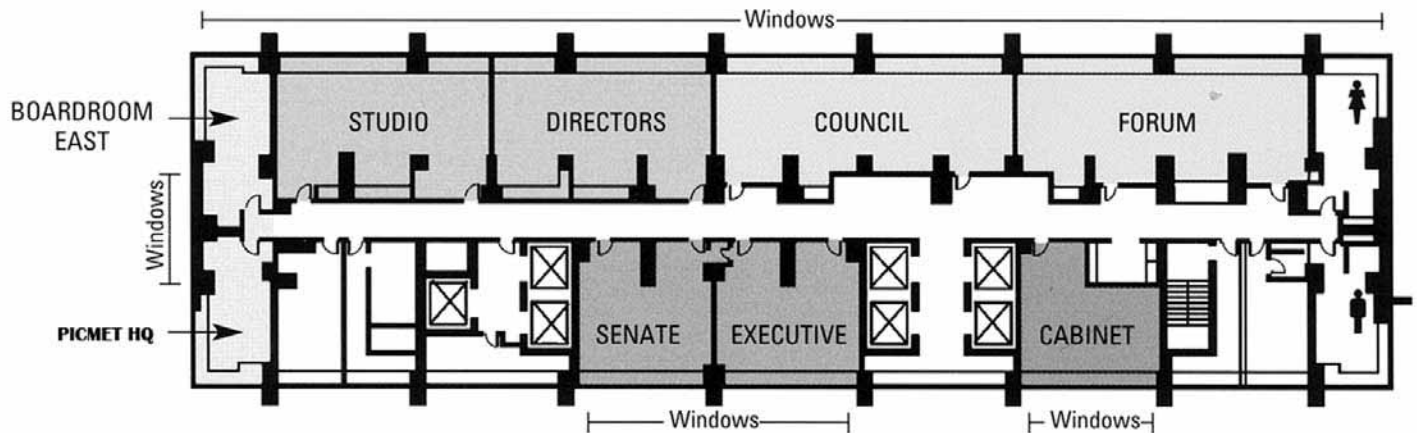 Windows
BOARDROOM
EAST
STUDIO
DIRECTORS
COUNCIL
FORUM
Windows
PICMET HQ
SENATE
EXECUTIVE
CABINET
Windows
Windows